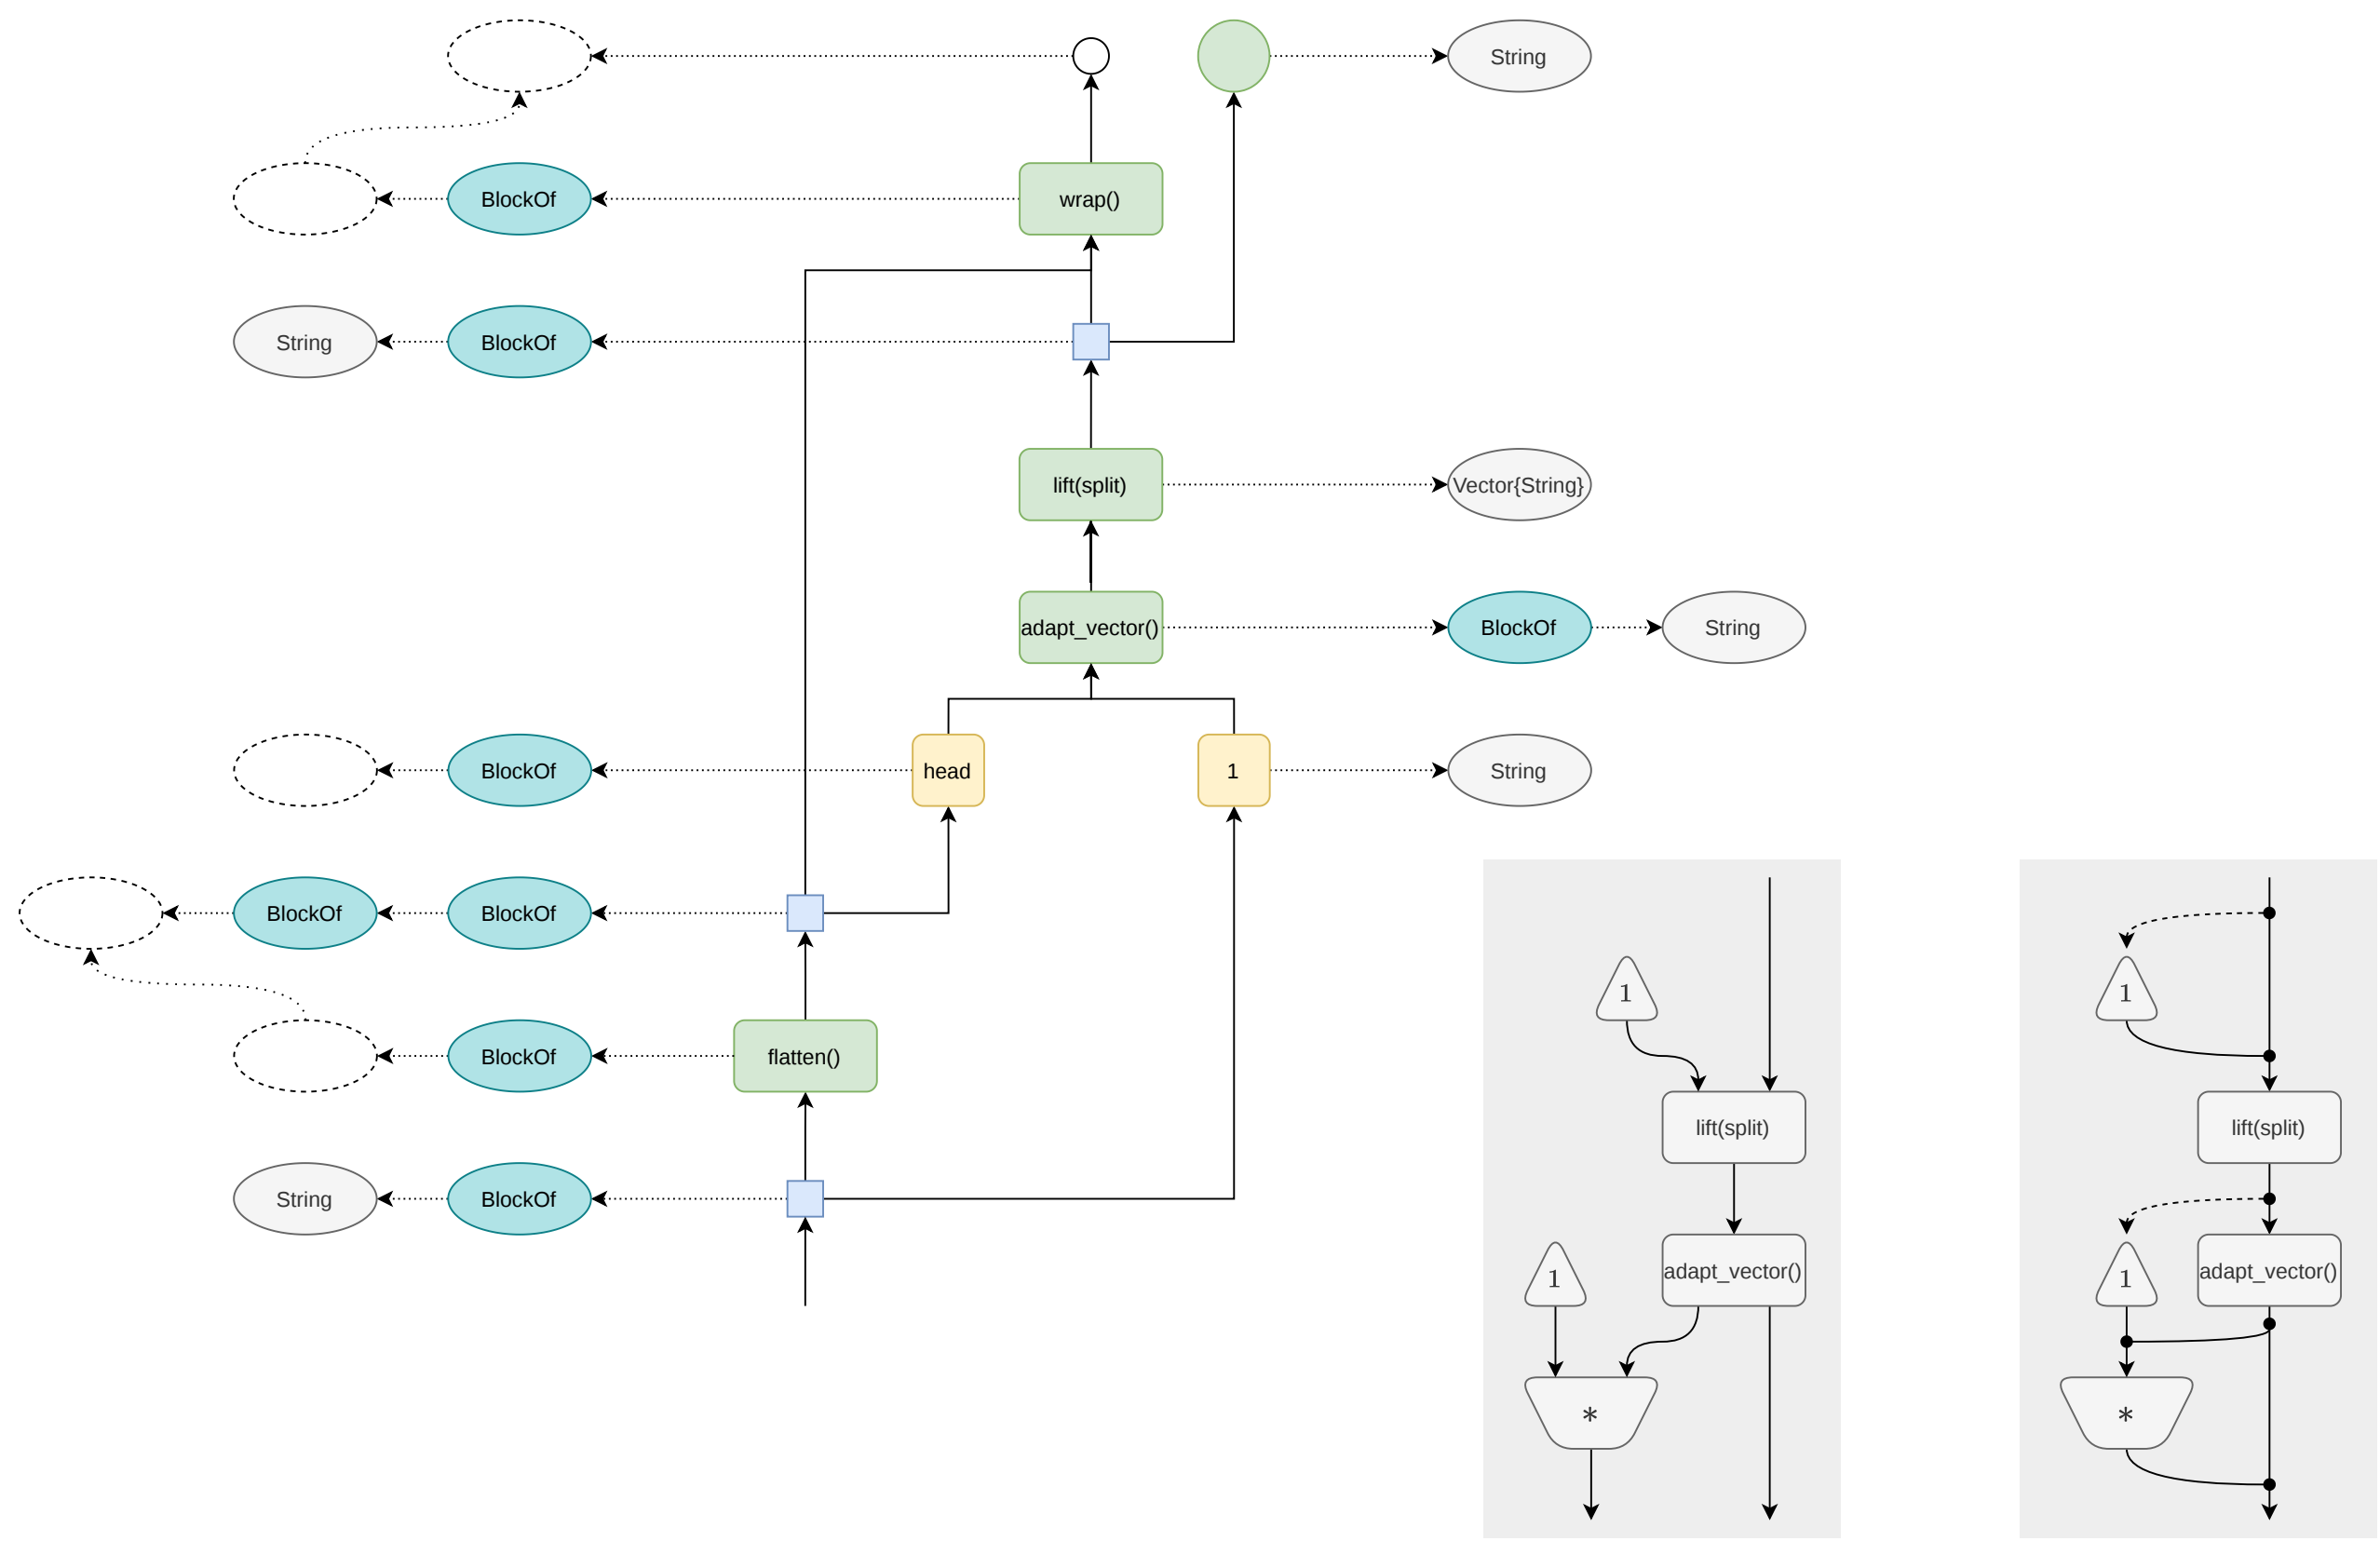 String
BlockOf
wrap()
String
BlockOf
lift(split)
Vector{String}
adapt_vector()
BlockOf
String
BlockOf
head
1
String
BlockOf
BlockOf
BlockOf
flatten()
String
BlockOf
1
lift(split)
1
adapt_vector()
*
1
lift(split)
1
adapt_vector()
*